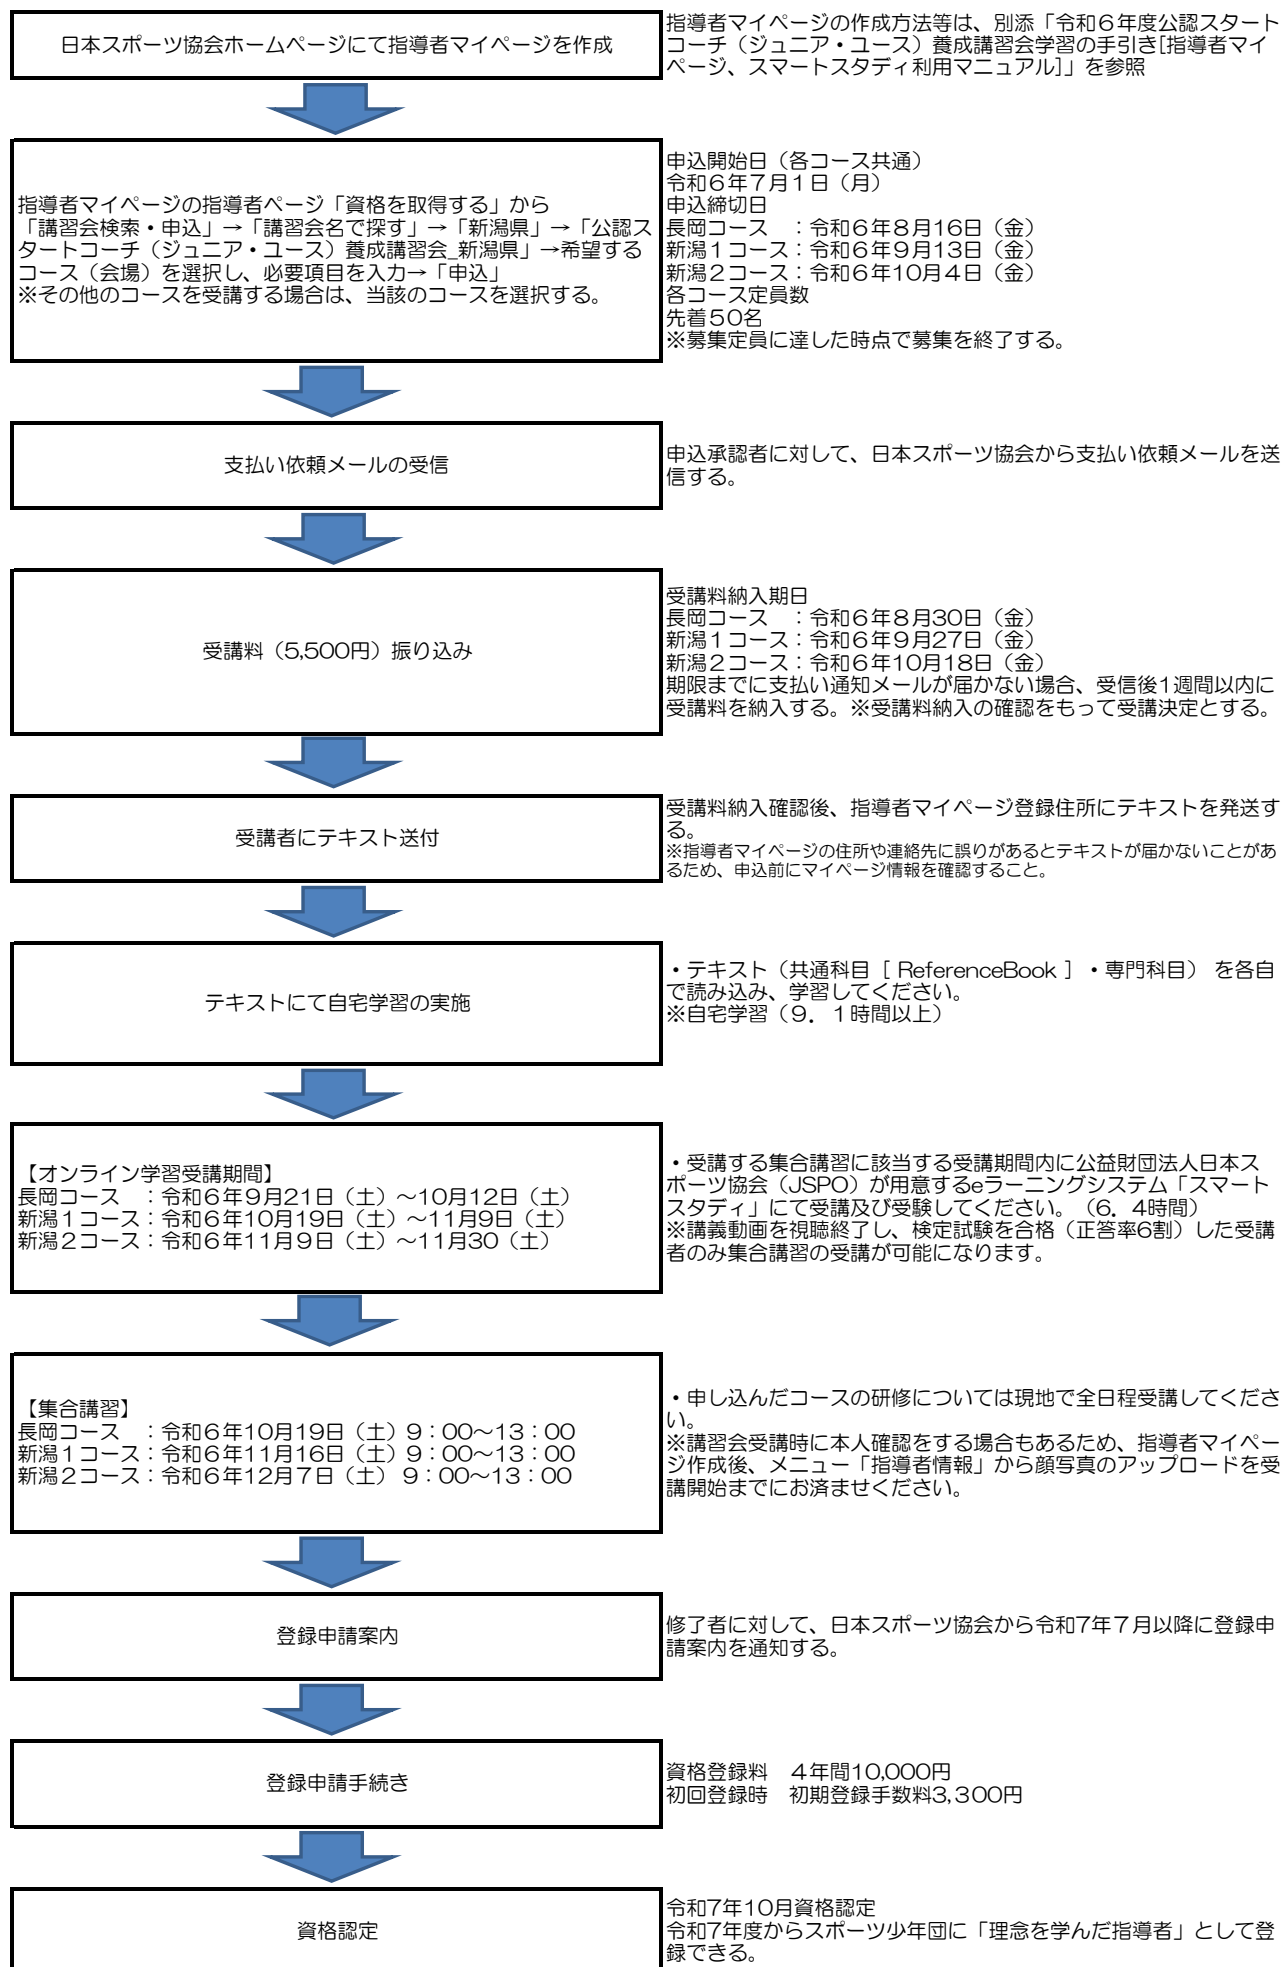 日本スポーツ協会ホームページにて指導者マイページを作成
指導者マイページの作成方法等は、別添「令和６年度公認スタート
コーチ（ジュニア・ユース）養成講習会学習の手引き[指導者マイ
ページ、スマートスタディ利用マニュアル]」を参照
指導者マイページの指導者ページ「資格を取得する」から
「講習会検索・申込」→「講習会名で探す」→「新潟県」→「公認ス
タートコーチ（ジュニア・ユース）養成講習会_新潟県」→希望する
コース（会場）を選択し、必要項目を入力→「申込」
※その他のコースを受講する場合は、当該のコースを選択する。
申込開始日（各コース共通）
令和６年７月１日（月）
申込締切日
長岡コース　：令和６年８月16日（金）
新潟１コース：令和６年９月13日（金）
新潟２コース：令和６年10月４日（金）
各コース定員数
先着５０名
※募集定員に達した時点で募集を終了する。
支払い依頼メールの受信
申込承認者に対して、日本スポーツ協会から支払い依頼メールを送
信する。
受講料（5,500円）振り込み
受講料納入期日
長岡コース　：令和６年８月30日（金）
新潟１コース：令和６年９月27日（金）
新潟２コース：令和６年10月18日（金）
期限までに支払い通知メールが届かない場合、受信後1週間以内に
受講料を納入する。※受講料納入の確認をもって受講決定とする。
受講者にテキスト送付
受講料納入確認後、指導者マイページ登録住所にテキストを発送す
る。
※指導者マイページの住所や連絡先に誤りがあるとテキストが届かないことがあ
るため、申込前にマイページ情報を確認すること。
テキストにて自宅学習の実施
・テキスト（共通科目［ ReferenceBook ］・専門科目） を各自
で読み込み、学習してください。
※自宅学習（９．１時間以上）
【オンライン学習受講期間】
長岡コース　：令和６年９月21日（土）～10月12日（土）
新潟１コース：令和６年10月19日（土）～11月９日（土）
新潟２コース：令和６年11月９日（土）～11月30（土）
・受講する集合講習に該当する受講期間内に公益財団法人日本ス
ポーツ協会（JSPO）が用意するeラーニングシステム「スマート
スタディ」にて受講及び受験してください。（6．4時間）
※講義動画を視聴終了し、検定試験を合格（正答率6割）した受講
者のみ集合講習の受講が可能になります。
【集合講習】
長岡コース　：令和６年10月19日（土）９：00～13：00
新潟１コース：令和６年11月16日（土）９：00～13：00
新潟２コース：令和６年12月７日（土） ９：00～13：00
・申し込んだコースの研修については現地で全日程受講してくださ
い。
※講習会受講時に本人確認をする場合もあるため、指導者マイペー
ジ作成後、メニュー「指導者情報」から顔写真のアップロードを受
講開始までにお済ませください。
登録申請案内
修了者に対して、日本スポーツ協会から令和7年７月以降に登録申
請案内を通知する。
登録申請手続き
資格登録料　４年間10,000円
初回登録時　初期登録手数料3,３00円
資格認定
令和7年10月資格認定
令和7年度からスポーツ少年団に「理念を学んだ指導者」として登
録できる。